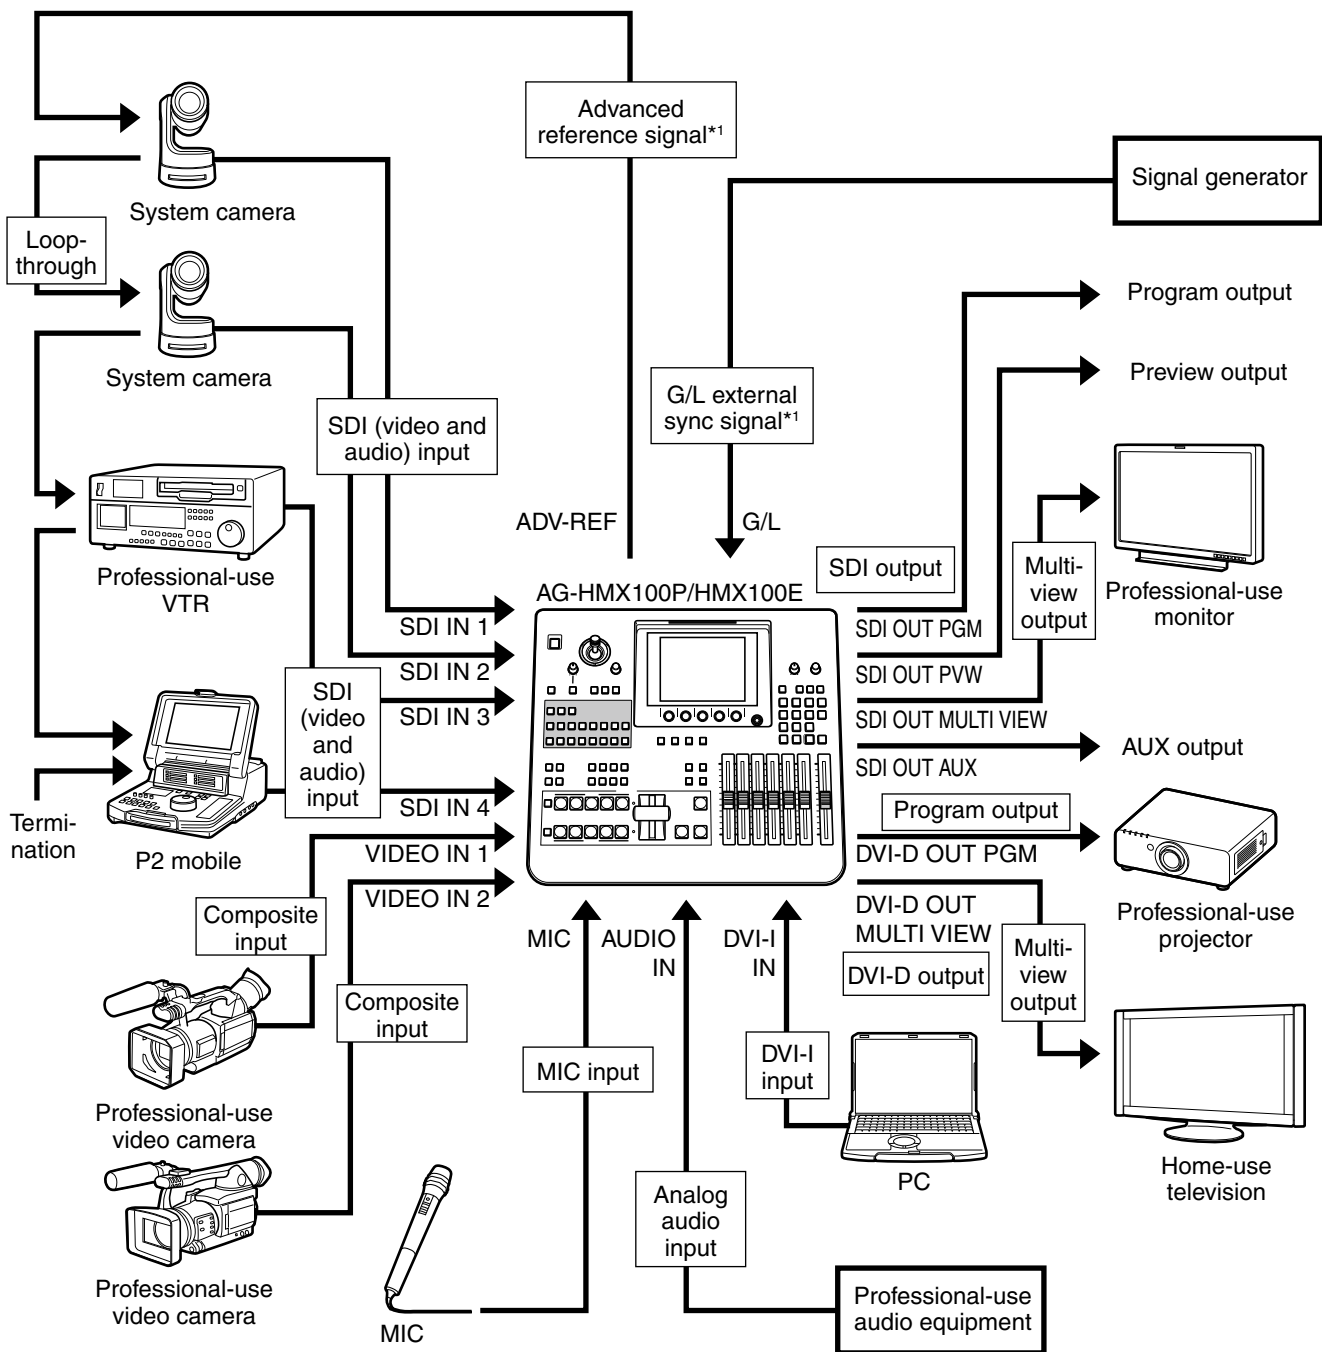 Advanced
reference signal*1
Signal generator
System camera
Loop-
through
Program output
System camera
Preview output
G/L external
sync signal*1
SDI (video and
audio) input
ADV-REF
G/L
SDI output
Multi-
view
output
Professional-use
VTR
Professional-use
monitor
AG-HMX100P/HMX100E
SDI IN 1
SDI OUT PGM
SDI IN 2
SDI OUT PVW
SDI
(video
and
audio)
input
SDI IN 3
SDI OUT MULTI VIEW
AUX output
SDI OUT AUX
SDI IN 4
Program output
Termi-
nation
P2 mobile
VIDEO IN 1
DVI-D OUT PGM
VIDEO IN 2
DVI-D OUT
MULTI VIEW
Professional-use
projector
Composite
input
MIC
AUDIO
IN
DVI-I
IN
DVI-D output
Multi-
view
output
Composite
input
MIC input
DVI-I
input
Professional-use
video camera
PC
Home-use
television
Analog
audio
input
Professional-use
video camera
MIC
Professional-use
audio equipment